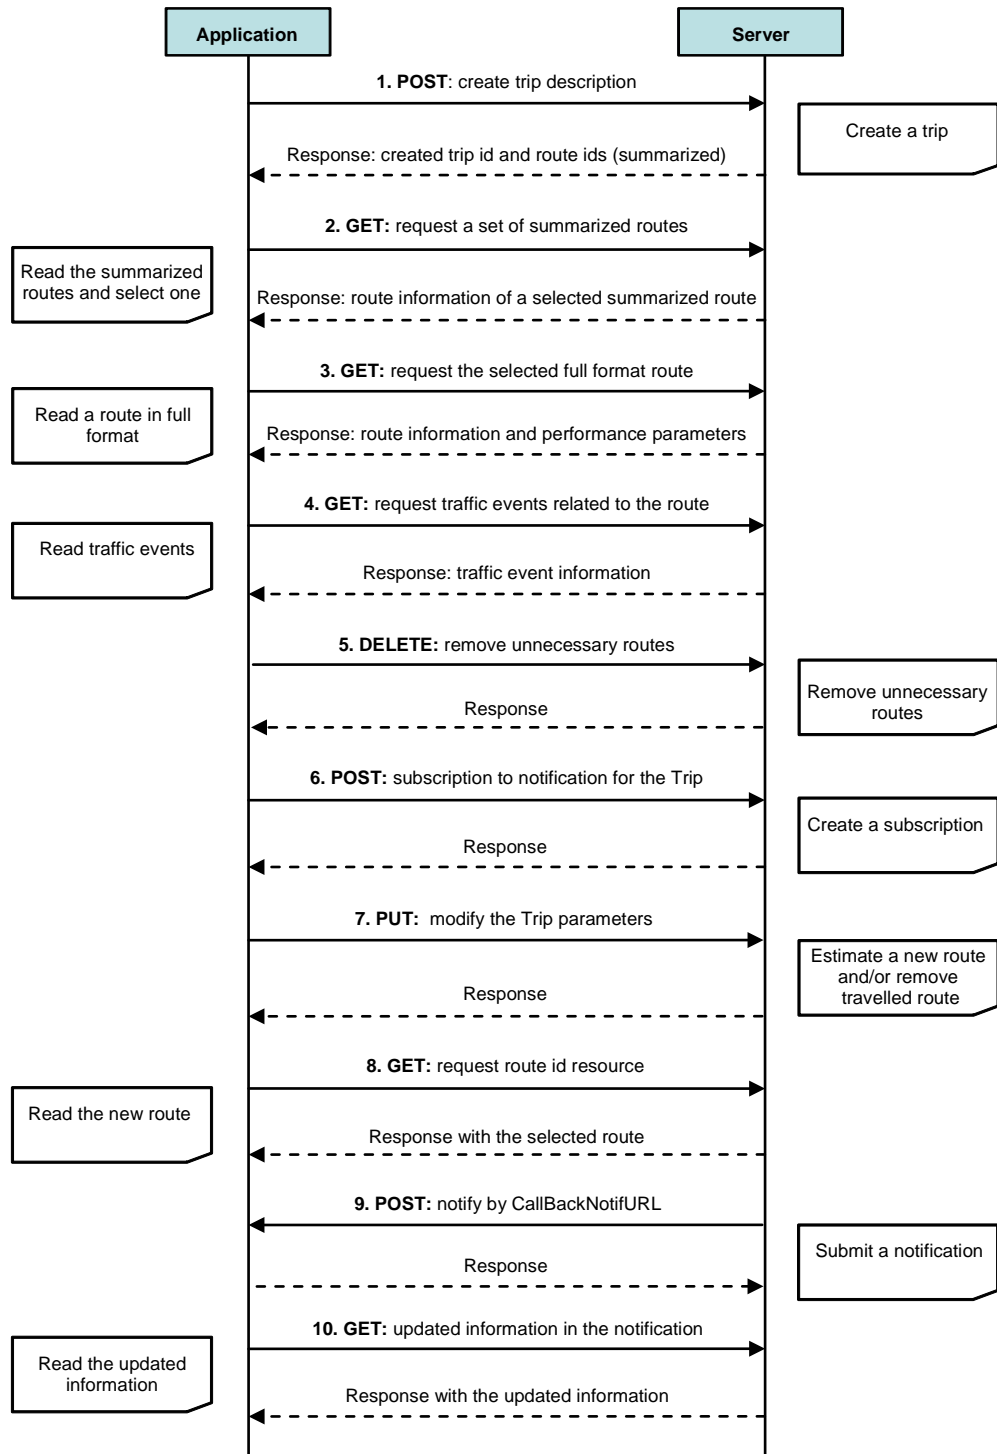 Application
Server
1. POST: create trip description
Create a trip
Response: created trip id and route ids (summarized)
2. GET: request a set of summarized routes
Read the summarized
routes and select one
Response: route information of a selected summarized route
3. GET: request the selected full format route
Read a route in full
format
Response: route information and performance parameters
4. GET: request traffic events related to the route
Read traffic events
Response: traffic event information
5. DELETE: remove unnecessary routes
Remove unnecessary
routes
Response
6. POST: subscription to notification for the Trip
Create a subscription
Response
7. PUT:  modify the Trip parameters
Estimate a new route
and/or remove
travelled route
Response
8. GET: request route id resource
Read the new route
Response with the selected route
9. POST: notify by CallBackNotifURL
Submit a notification
Response
10. GET: updated information in the notification
Read the updated
information
Response with the updated information